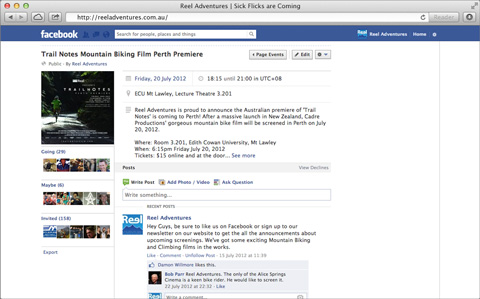 Reel Adventures | Sick Flicks are Coming
http://reeladventures.com.au/
Reader
facebook
Search for people, places and things
Reel Adventures
Home
Trail Notes Mountain Biking Film Perth Premiere
+ Page Events
Edit
Public · By Reel Adventures
TRAILNOTES
Friday, 20 July 2012
18:15 until 21:00 in UTC+08
ECU Mt Lawley, Lecture Theatre 3.201
Reel Adventures is proud to announce the Australian premiere of 'Trail
Notes' is coming to Perth! After a massive launch in New Zealand, Cadre
Productions' gorgeous mountain bike film will be screened in Perth on July
20, 2012.
Where: Room 3.201, Edith Cowan University, Mt Lawley
When: 6:15pm Friday July 20, 2012
Tickets: $15 online and at the door... See more
Going (29)
Maybe (6)
Invited (158)
Export
Posts
View Declines
Write Post
Add Photo / Video
Ask Question
Write something...
RECENT POSTS
Reel
Reel Adventures
Hey Guys, be sure to like us on Facebook or sign up to our
newsletter on our website to get all the announcements about
upcoming screenings. We've got some exciting Mountain Biking
and Climbing films in the works.
Like · Comment · Unfollow Post · 15 July 2012 at 11:39
Damon Willmore likes this.
Bob Parr Reel Adventures. The only of the Alice Springs
Cinema is a keen bike rider. He would like to screen it.
22 July 2012 at 22:32 · Like
Reel
Write a comment...